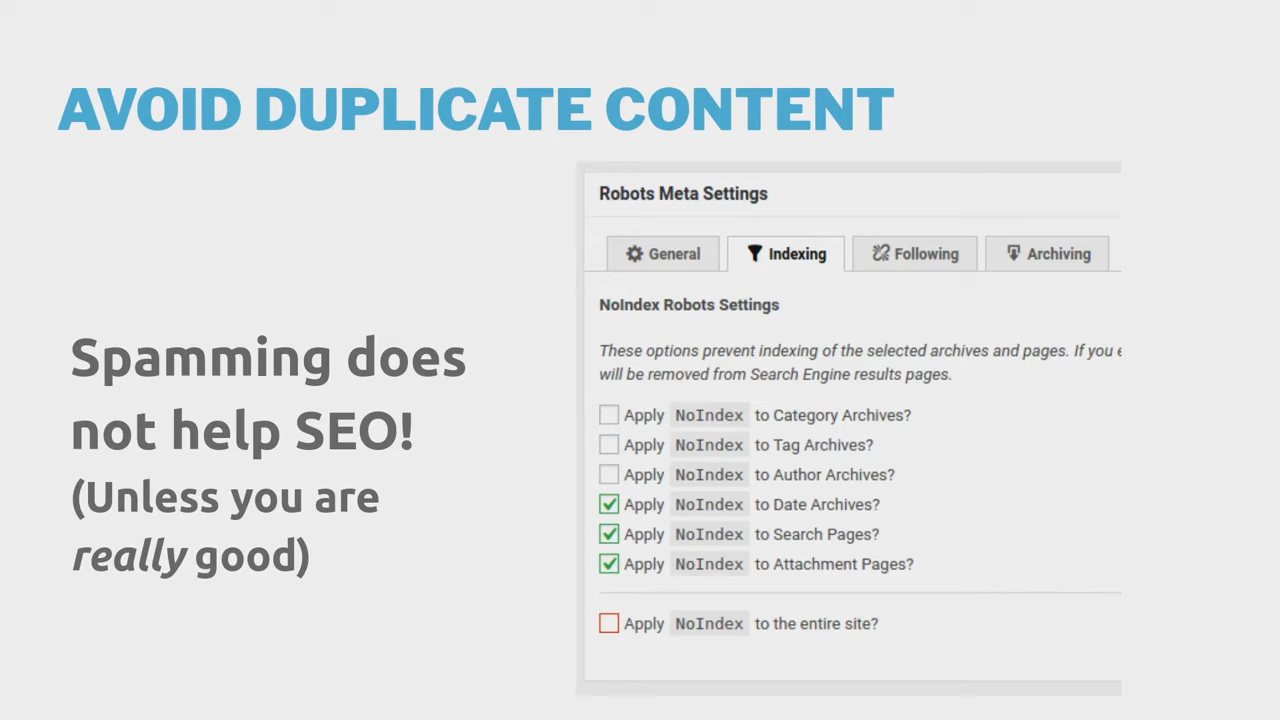 AVOID DUPLICATE CONTENT
Spamming does
not help SEO!
(Unless you are
really good)
Robots Meta Settings
General
Indexing
Following
Archiving
NoIndex Robots Settings
These options prevent indexing of the selected archives and pages. If you
will be removed from Search Engine results pages.
Apply NoIndex to Category Archives?
Apply NoIndex to Tag Archives?
Apply NoIndex to Author Archives?
Apply NoIndex to Date Archives?
Apply NoIndex to Search Pages?
Apply NoIndex to Attachment Pages?
Apply NoIndex to the entire site?